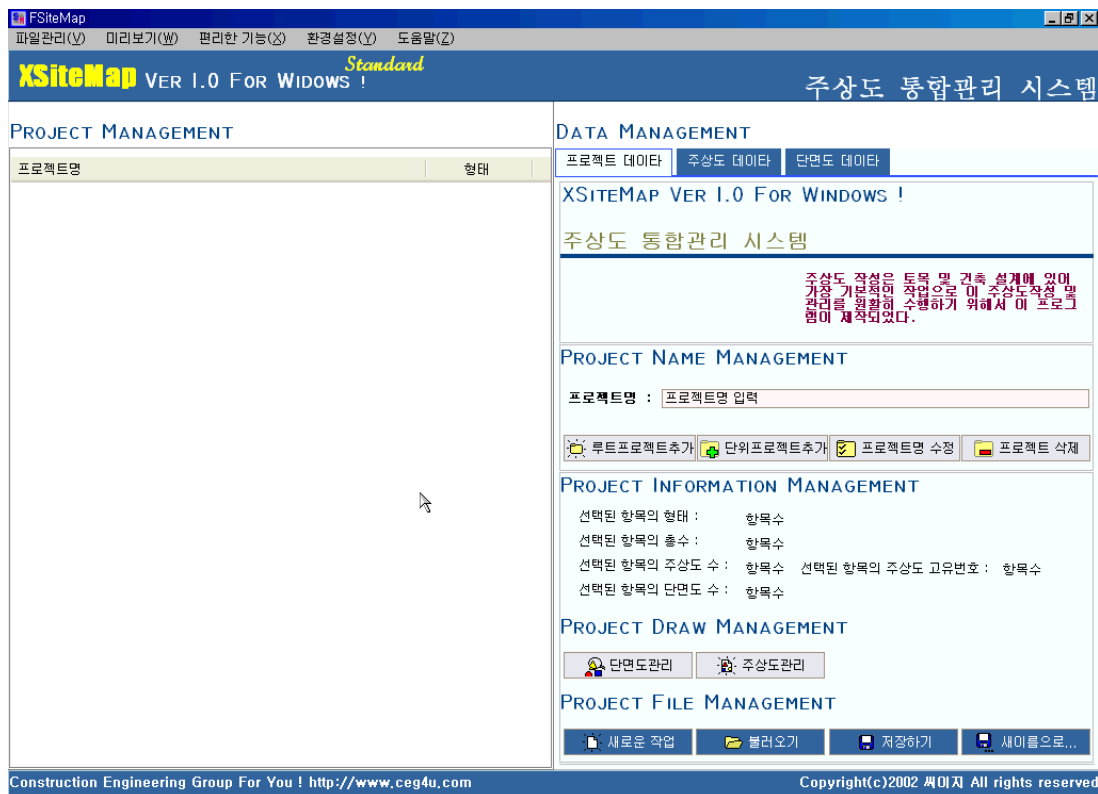 FSiteMap
파일관리(V) 미리보기(W) 편리한 기능(X) 환경설정(Y) 도움말(Z)
XSiteMap VER 1.0 FOR WIDOWS ! Standard
주상도 통합관리 시스템
PROJECT MANAGEMENT
프로젝트명 형태
DATA MANAGEMENT
프로젝트 데이타 주상도 데이타 단면도 데이타
XSITEMAP VER 1.0 FOR WINDOWS !
주상도 통합관리 시스템
주상도 작성은 토목 및 건축 설계에 있어
가장 기본적인 작업으로 이 주상도작성 및
관리를 원활히 수행하기 위해서 이 프로그
램이 제작되었다.
PROJECT NAME MANAGEMENT
프로젝트명 : 프로젝트명 입력
루트프로젝트추가 단위프로젝트추가 프로젝트명 수정 프로젝트 삭제
PROJECT INFORMATION MANAGEMENT
선택된 항목의 형태 : 항목수
선택된 항목의 총수 : 항목수
선택된 항목의 주상도 수 : 항목수 선택된 항목의 주상도 고유번호 : 항목수
선택된 항목의 단면도 수 : 항목수
PROJECT DRAW MANAGEMENT
단면도관리 주상도관리
PROJECT FILE MANAGEMENT
새로운 작업 불러오기 저장하기 새이름으로...
Construction Engineering Group For You ! http://www.ceg4u.com
Copyright(c)2002 씨이지 All rights reserved